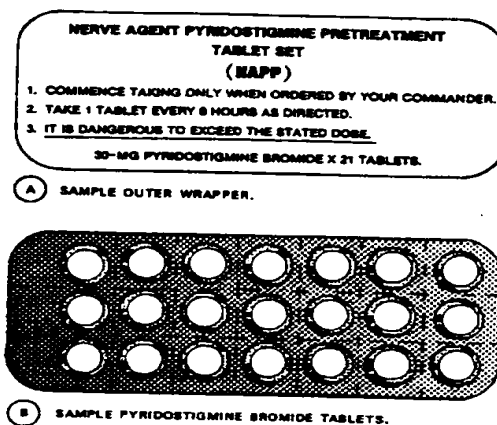 NERVE AGENT PYRIDOSTIGMINE PRETREATMENT
TABLET SET
(NAPP)
1. COMMENCE TAKING ONLY WHEN ORDERED BY YOUR COMMANDER.
2. TAKE 1 TABLET EVERY 8 HOURS AS DIRECTED.
3. IT IS DANGEROUS TO EXCEED THE STATED DOSE.
30-MG PYRIDOSTIGMINE BROMIDE X 21 TABLETS.
A SAMPLE OUTER WRAPPER.
B SAMPLE PYRIDOSTIGMINE BROMIDE TABLETS.